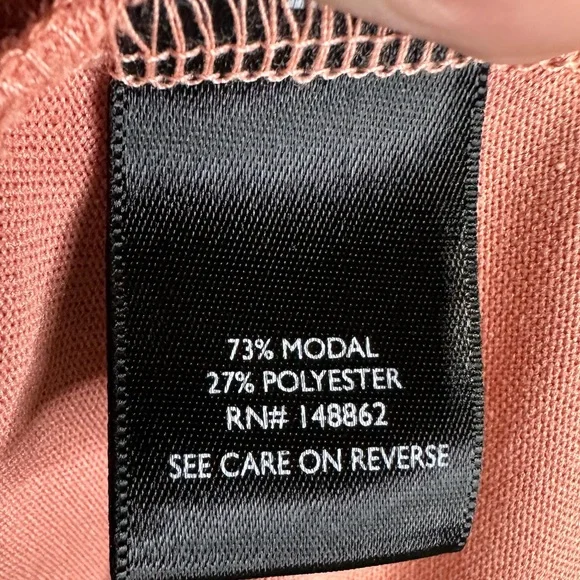 73% MODAL
27% POLYESTER
RN# 148862
SEE CARE ON REVERSE